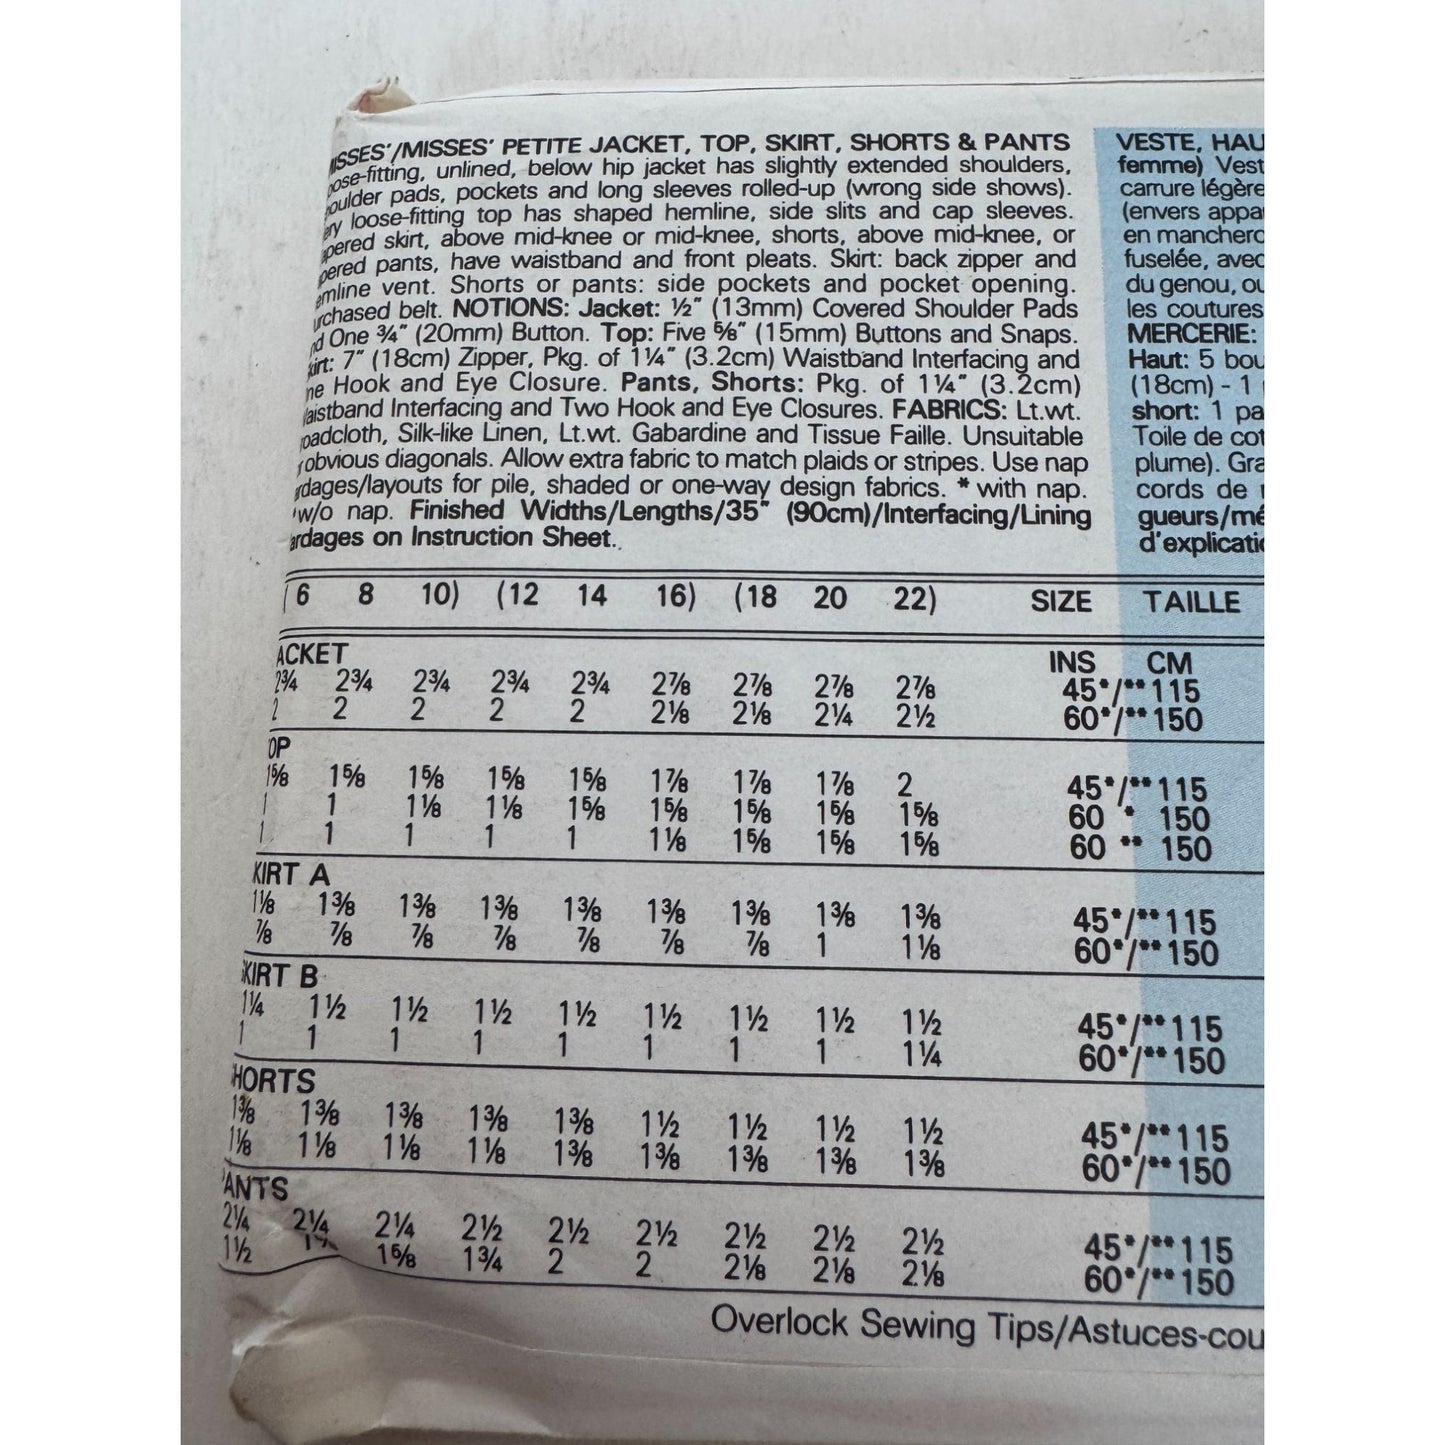 ISSES'/MISSES' PETITE JACKET, TOP, SKIRT, SHORTS & PANTS
ose-fitting, unlined, below hip jacket has slightly extended shoulders,
oulder pads, pockets and long sleeves rolled-up (wrong side shows).
ery loose-fitting top has shaped hemline, side slits and cap sleeves.
apered skirt, above mid-knee or mid-knee, shorts, above mid-knee, or
pered pants, have waistband and front pleats. Skirt: back zipper and
emline vent. Shorts or pants: side pockets and pocket opening.
urchased belt. NOTIONS: Jacket: ½" (13mm) Covered Shoulder Pads
nd One ¾" (20mm) Button. Top: Five ⅝" (15mm) Buttons and Snaps.
kirt: 7" (18cm) Zipper, Pkg. of 1¼" (3.2cm) Waistband Interfacing and
ne Hook and Eye Closure. Pants, Shorts: Pkg. of 1¼" (3.2cm)
aistband Interfacing and Two Hook and Eye Closures. FABRICS: Lt.wt.
oadcloth, Silk-like Linen, Lt.wt. Gabardine and Tissue Faille. Unsuitable
r obvious diagonals. Allow extra fabric to match plaids or stripes. Use nap
rdages/layouts for pile, shaded or one-way design fabrics. * with nap.
*w/o nap. Finished Widths/Lengths/35" (90cm)/Interfacing/Lining
ardages on Instruction Sheet.
VESTE, HAU
femme) Vest
carrure légère
(envers appa
en mancherc
fuselée, avec
du genou, ou
les coutures
MERCERIE:
Haut: 5 bou
(18cm) - 1
short: 1 pa
Toile de cot
plume). Gra
cords de
gueurs/mé
d'explicatio
( 6 8 10) (12 14 16) (18 20 22) SIZE TAILLE
ACKET INS CM
2¾ 2¾ 2¾ 2¾ 2¾ 2⅞ 2⅞ 2⅞ 2⅞ 45*/**115
2 2 2 2 2 2⅛ 2⅛ 2¼ 2½ 60*/**150
OP
1⅝ 1⅝ 1⅝ 1⅝ 1⅝ 1⅞ 1⅞ 1⅞ 2 45*/**115
1 1 1⅛ 1⅛ 1⅝ 1⅝ 1⅝ 1⅝ 1⅝ 60 * 150
1 1 1 1 1 1⅛ 1⅝ 1⅝ 1⅝ 60 ** 150
KIRT A
1⅛ 1⅜ 1⅜ 1⅜ 1⅜ 1⅜ 1⅜ 1⅜ 1⅜ 45*/**115
⅞ ⅞ ⅞ ⅞ ⅞ ⅞ ⅞ 1 1⅛ 60*/**150
KIRT B
1¼ 1½ 1½ 1½ 1½ 1½ 1½ 1½ 1½ 45*/**115
1 1 1 1 1 1 1 1 1¼ 60*/**150
HORTS
1⅜ 1⅜ 1⅜ 1⅜ 1⅜ 1½ 1½ 1½ 1½ 45*/**115
1⅛ 1⅛ 1⅛ 1⅛ 1⅜ 1⅜ 1⅜ 1⅜ 1⅜ 60*/**150
ANTS
2¼ 2¼ 2¼ 2½ 2½ 2½ 2½ 2½ 2½ 45*/**115
1½ 1⅝ 1¾ 2 2 2⅛ 2⅛ 2⅛ 60*/**150
Overlock Sewing Tips/Astuces-cou